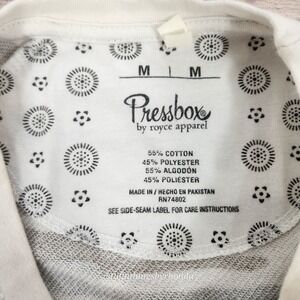 M | M
Pressbox®
by royce apparel
55% COTTON
45% POLYESTER
55% ALGODÓN
45% POLIESTER
MADE IN / HECHO EN PAKISTAN
RN74802
SEE SIDE-SEAM LABEL FOR CARE INSTRUCTIONS